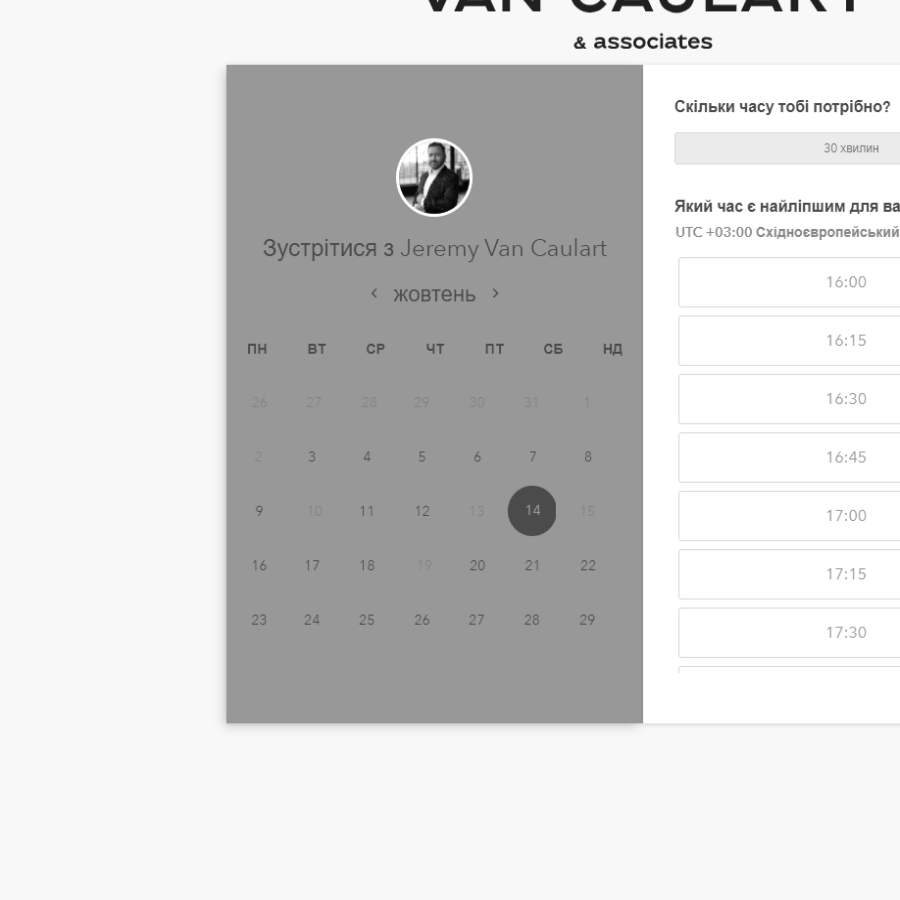 VAN CAULART
& associates
Зустрітися з Jeremy Van Caulart
жовтень
ПН ВТ СР ЧТ ПТ СБ НД
26 27 28 29 30 31 1
2 3 4 5 6 7 8
9 10 11 12 13 14 15
16 17 18 19 20 21 22
23 24 25 26 27 28 29
Скільки часу тобі потрібно?
30 хвилин
Який час є найліпшим для ва
UTC +03:00 Східноєвропейський
16:00
16:15
16:30
16:45
17:00
17:15
17:30